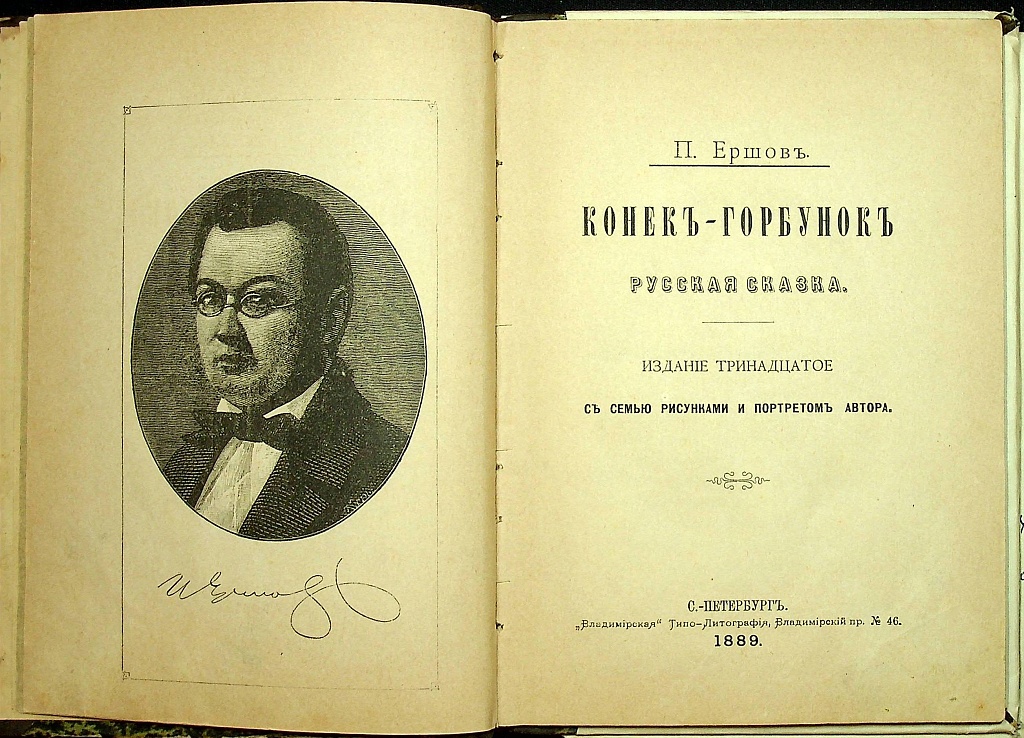 П. Ершовъ.
КОНЕКЪ-ГОРБУНОКЪ
РУССКАЯ СКАЗКА.
ИЗДАНІЕ ТРИНАДЦАТОЕ
СЪ СЕМЬЮ РИСУНКАМИ И ПОРТРЕТОМЪ АВТОРА.
С.-ПЕТЕРБУРГЪ.
„Владимірская“ Типо-Литографія, Владимірскій пр. № 46.
1889.
П Ершовъ